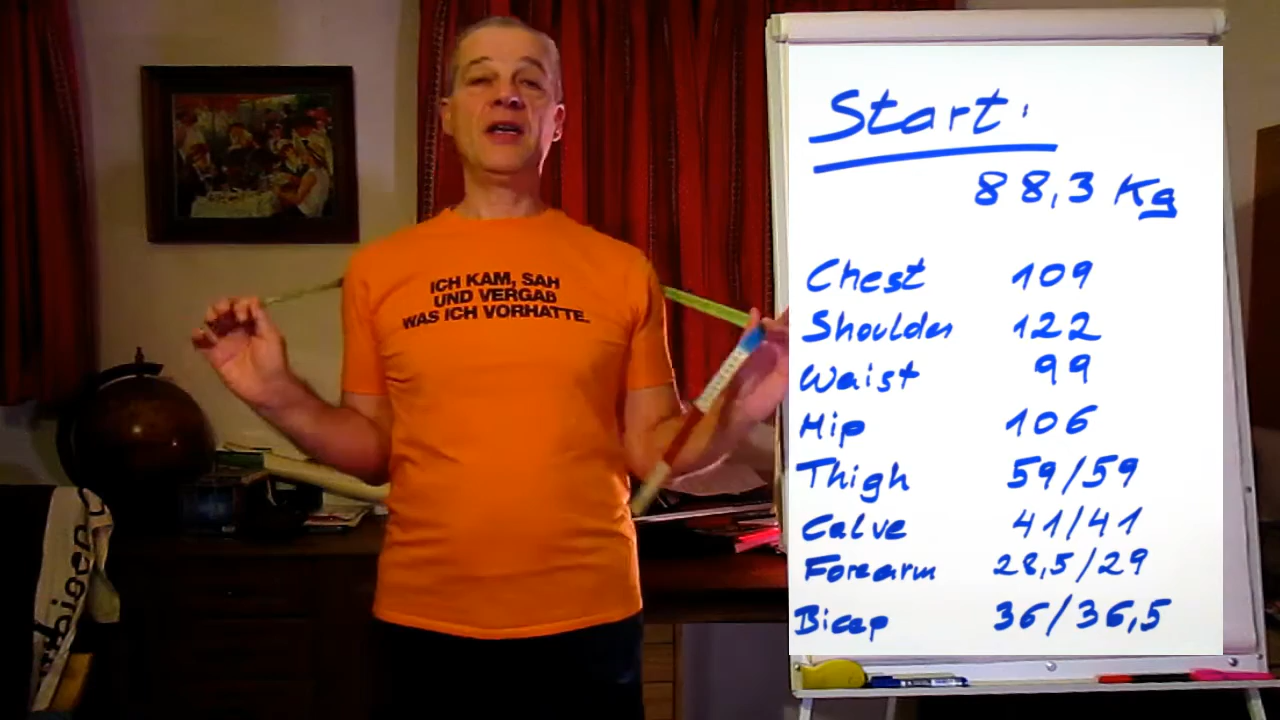 ICH KAM, SAH
UND VERGAB
WAS ICH VORHATTE.
Start:
88,3 Kg
Chest 109
Shoulder 122
Waist 99
Hip 106
Thigh 59/59
Calve 41/41
Forearm 28,5/29
Bicep 36/36,5